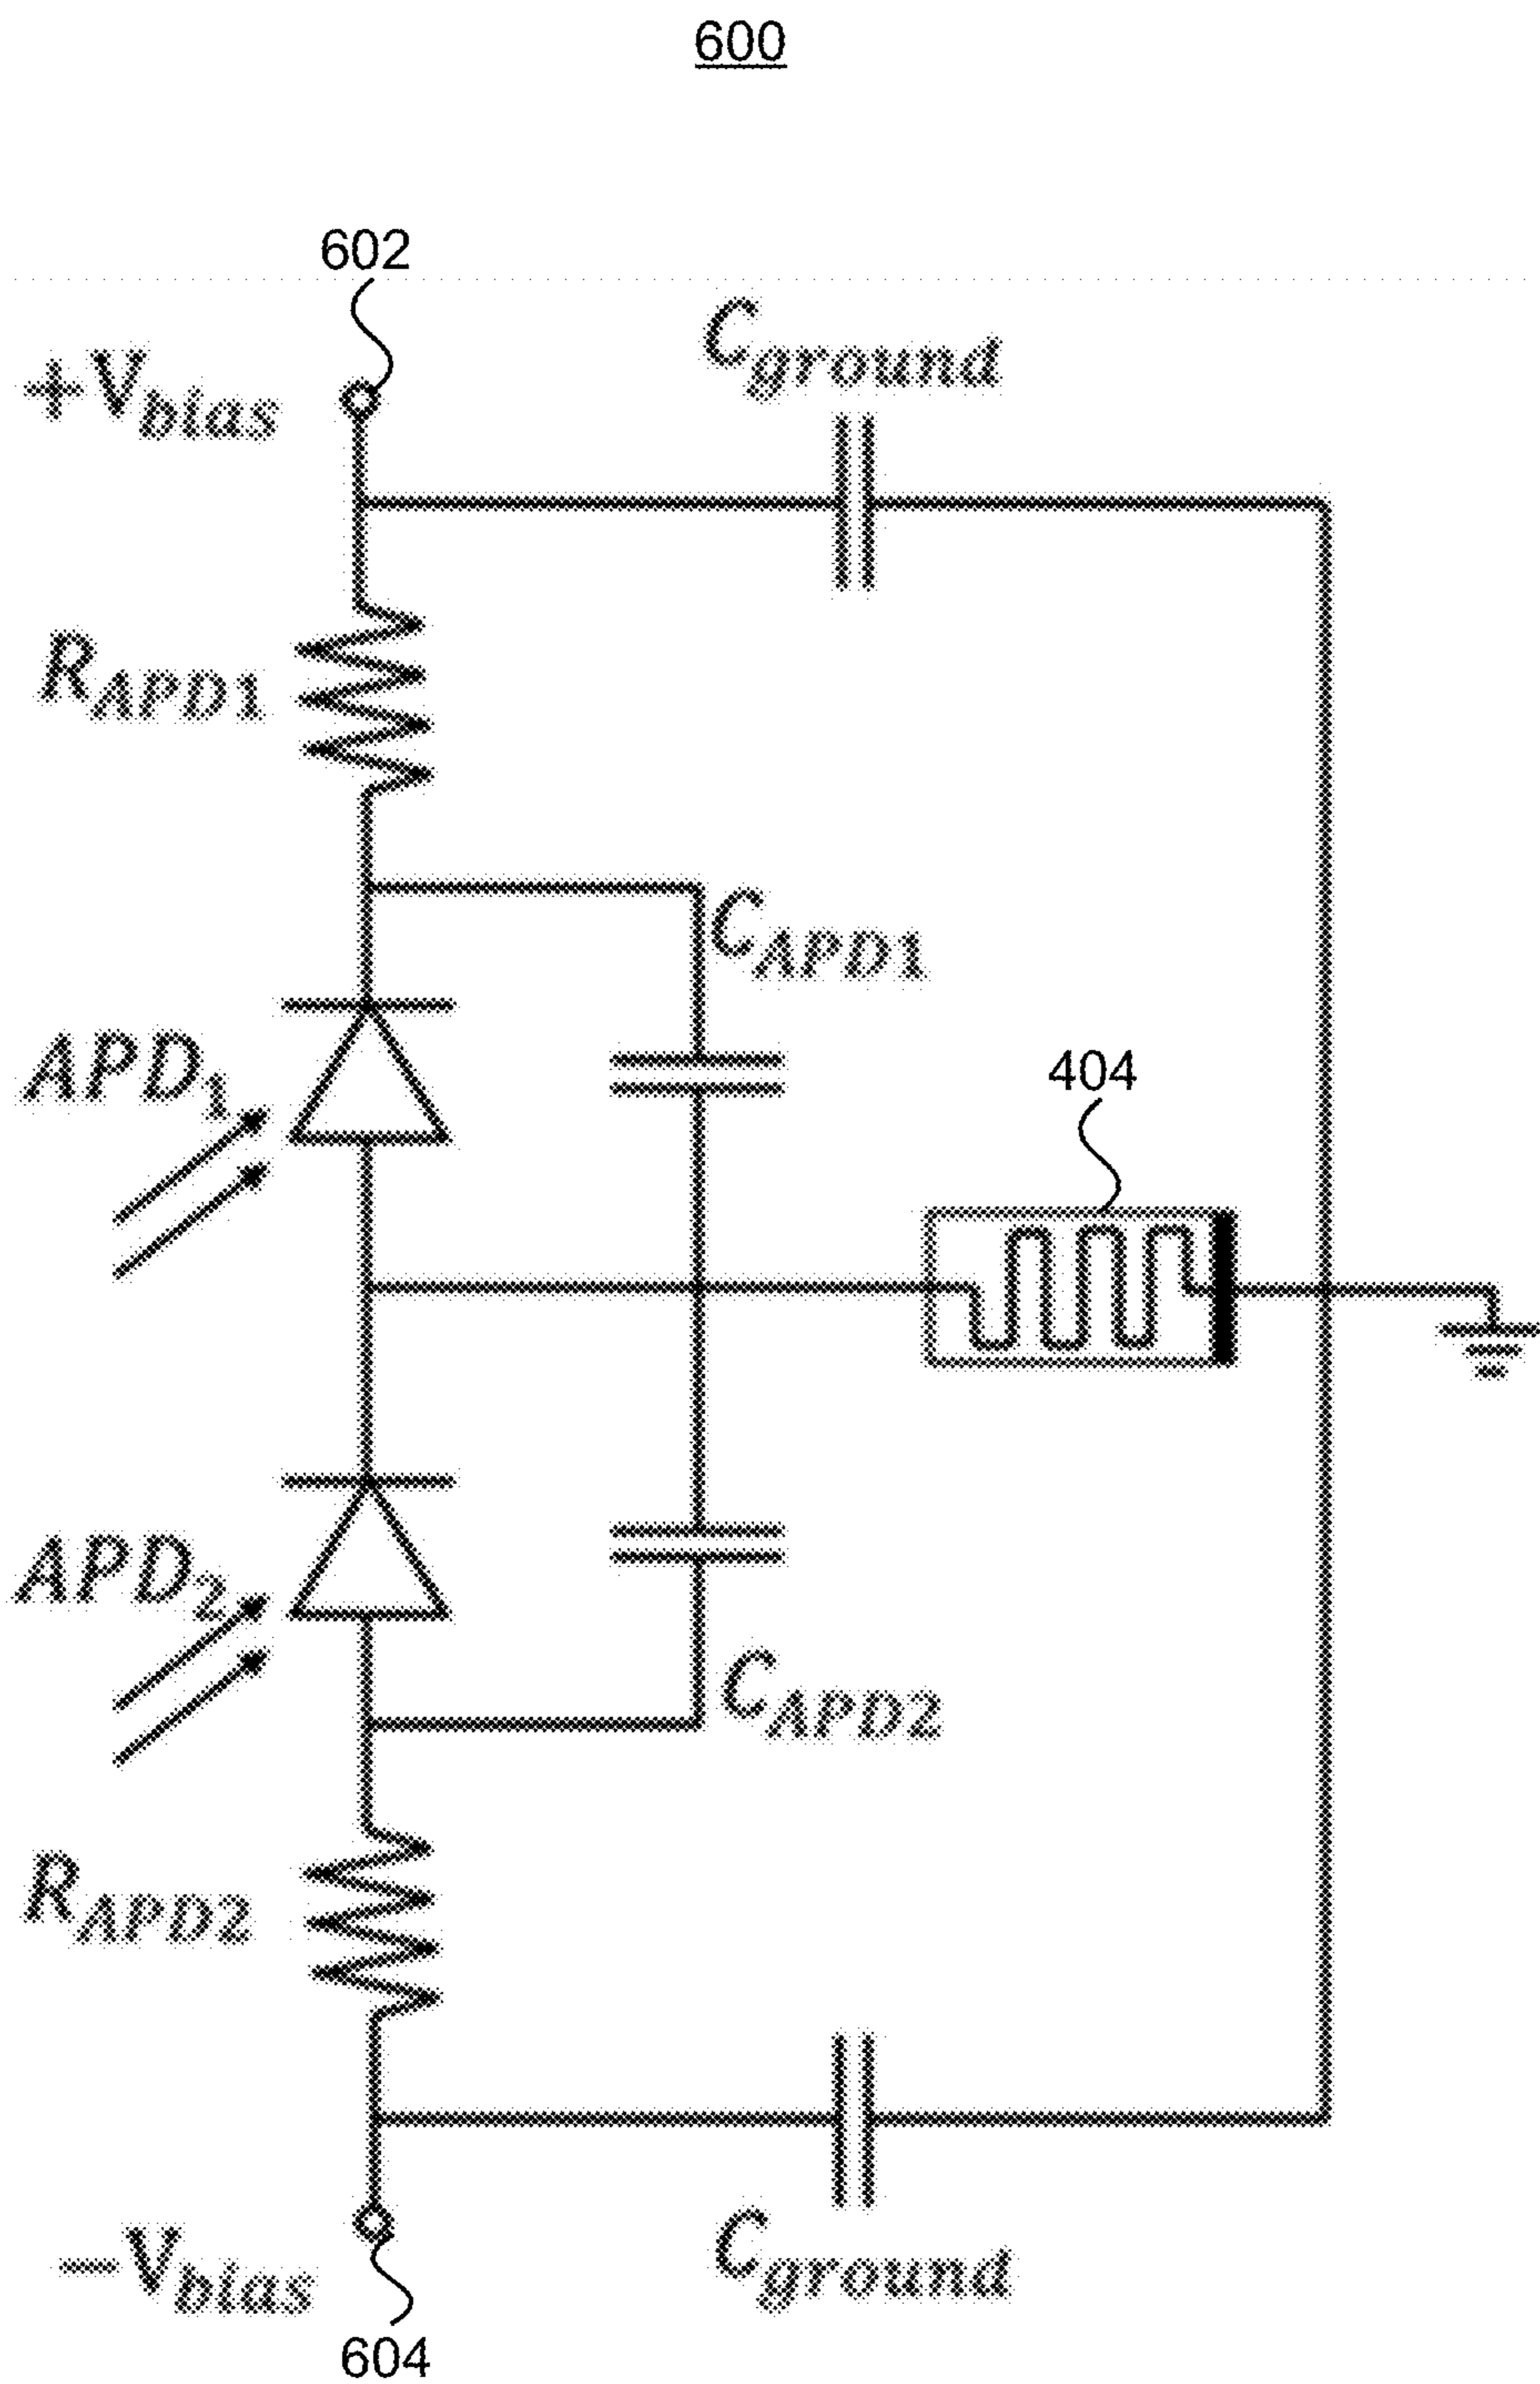 600
602
+V_bias
C_ground
R_APD1
C_APD1
APD_1
404
APD_2
C_APD2
R_APD2
−V_bias
C_ground
604